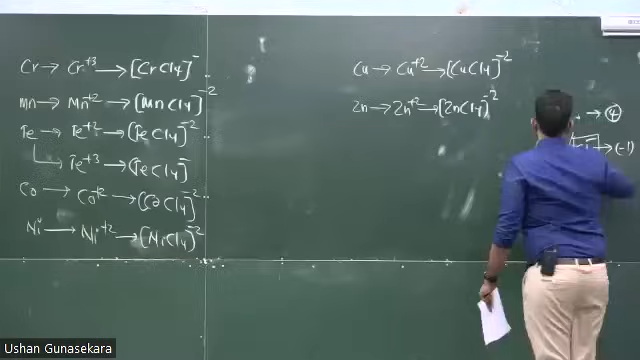 Cr → Cr+3 → [CrCl4]-
Mn → Mn+2 → [MnCl4]-2
Fe → Fe+2 → [FeCl4]-2
Fe+3 → [FeCl4]-
Co → Co+2 → [CoCl4]-2
Ni → Ni+2 → [NiCl4]-2
Cu → Cu+2 → [CuCl4]-2
Zn → Zn+2 → [ZnCl4]-2
→ ④
→ (-1)
Ushan Gunasekara